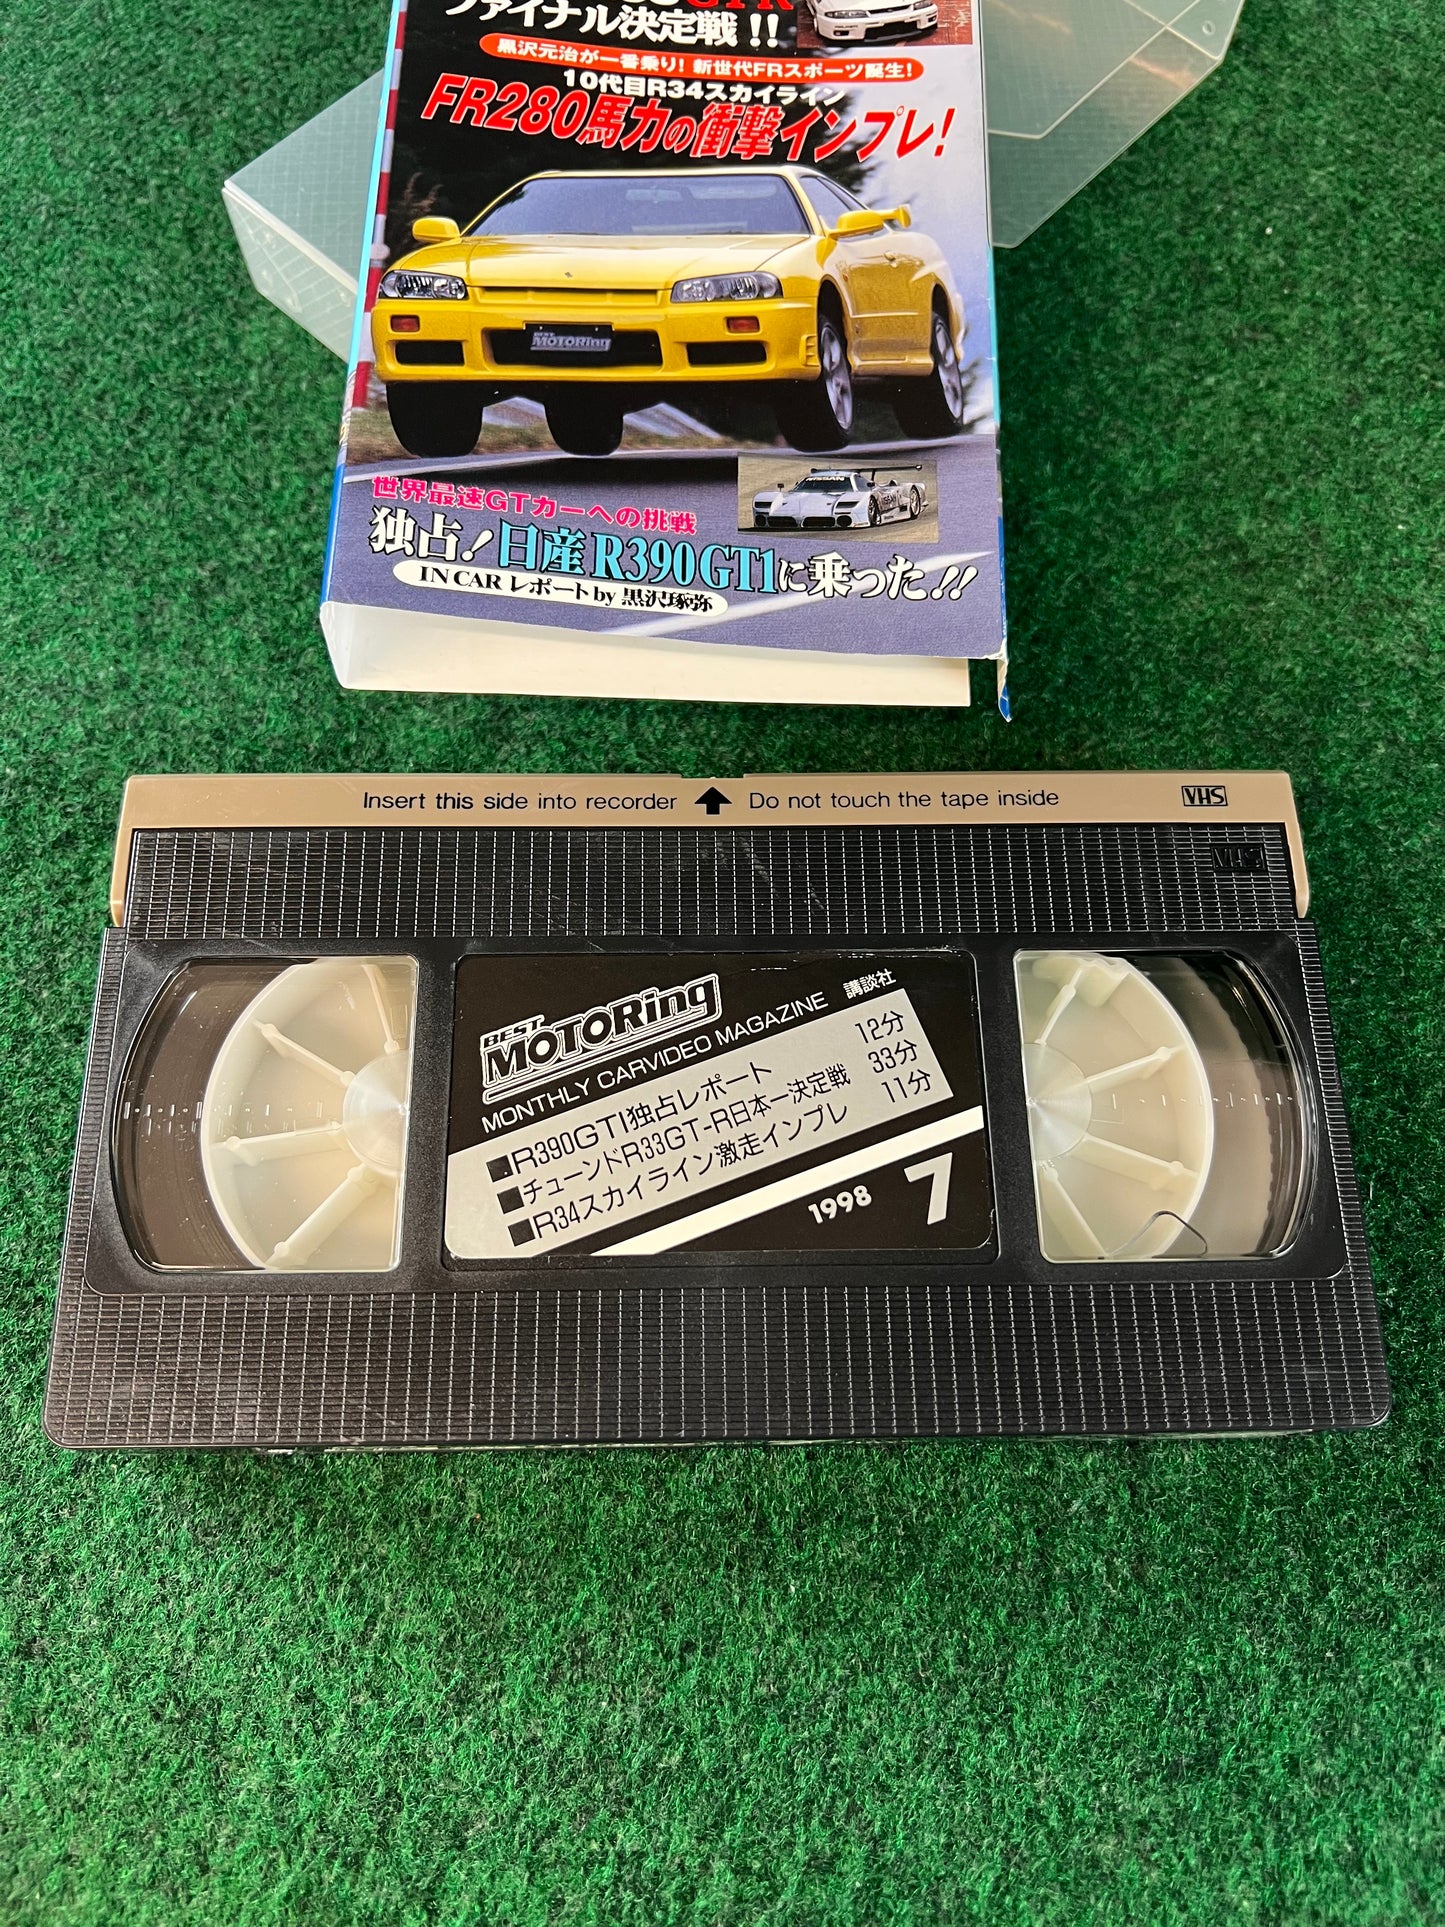 ファイナル決定戦!!
黒沢元治が一番乗り! 新世代FRスポーツ誕生!
10代目R34スカイライン
FR280馬力の衝撃インプレ!
BEST
MOTORing
NISSAN
世界最速GTカーへの挑戦
独占!日産R390GT1に乗った!!
IN CAR レポート by 黒沢琢弥
Insert this side into recorder
Do not touch the tape inside
VHS
VHS
BEST
MOTORing
MONTHLY CARVIDEO MAGAZINE 講談社
■R390GT1独占レポート 12分
■チューンドR33GT-R日本一決定戦 33分
■R34スカイライン激走インプレ 11分
1998 7